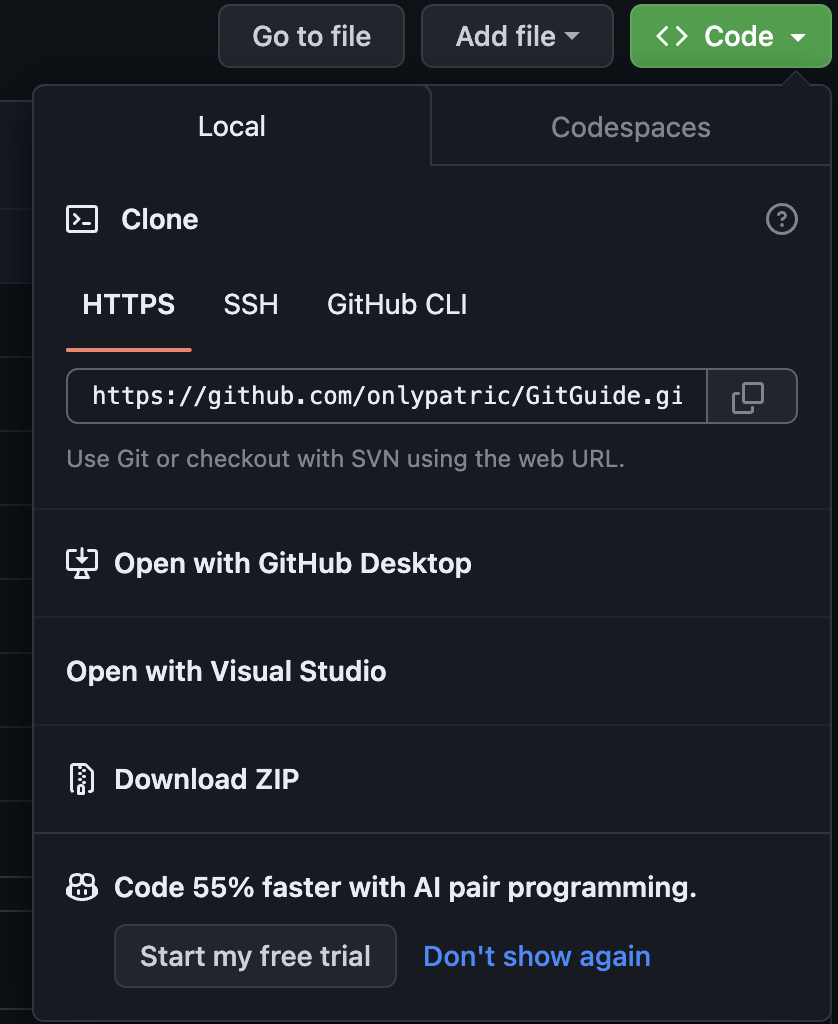 Go to file Add file <> Code
Local Codespaces
Clone
HTTPS SSH GitHub CLI
https://github.com/onlypatric/GitGuide.gi
Use Git or checkout with SVN using the web URL.
Open with GitHub Desktop
Open with Visual Studio
Download ZIP
Code 55% faster with AI pair programming.
Start my free trial Don't show again